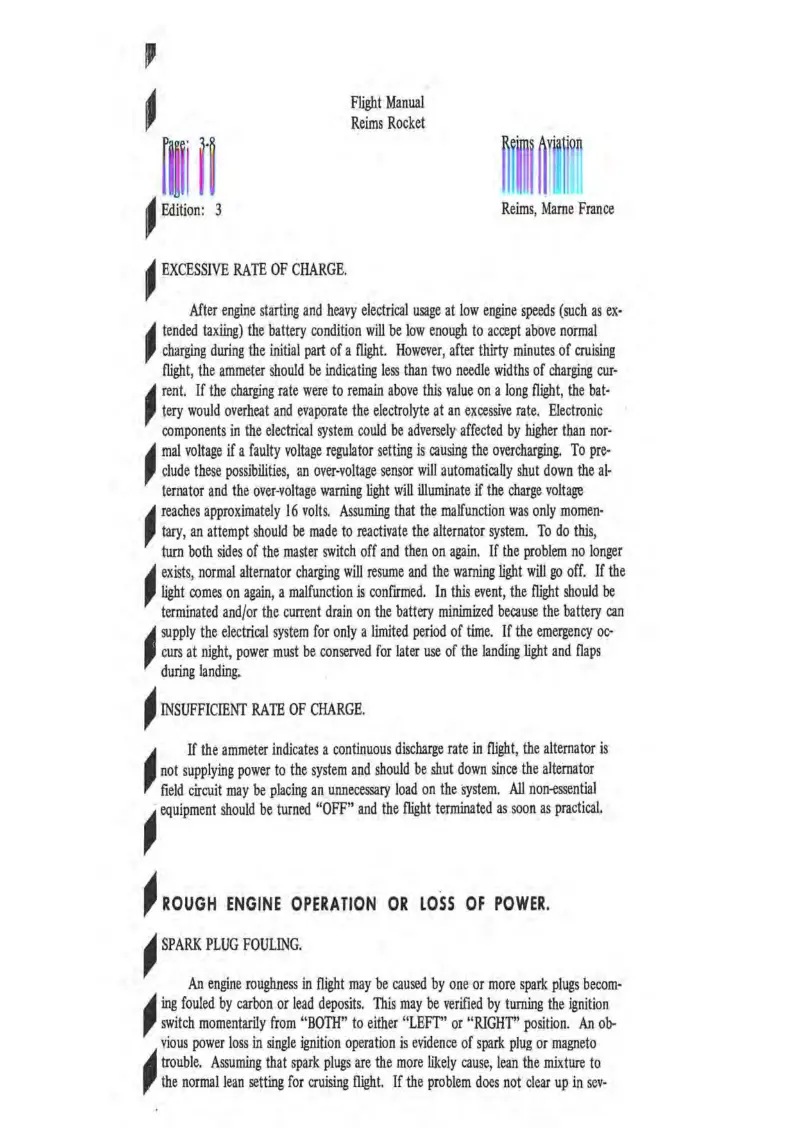 Flight Manual
Reims Rocket
Page: 3-8
Reims Aviation
Edition: 3
Reims, Marne France
EXCESSIVE RATE OF CHARGE.
After engine starting and heavy electrical usage at low engine speeds (such as ex-
tended taxiing) the battery condition will be low enough to accept above normal
charging during the initial part of a flight. However, after thirty minutes of cruising
flight, the ammeter should be indicating less than two needle widths of charging cur-
rent. If the charging rate were to remain above this value on a long flight, the bat-
tery would overheat and evaporate the electrolyte at an excessive rate. Electronic
components in the electrical system could be adversely affected by higher than nor-
mal voltage if a faulty voltage regulator setting is causing the overcharging. To pre-
clude these possibilities, an over-voltage sensor will automatically shut down the al-
ternator and the over-voltage warning light will illuminate if the charge voltage
reaches approximately 16 volts. Assuming that the malfunction was only momen-
tary, an attempt should be made to reactivate the alternator system. To do this,
turn both sides of the master switch off and then on again. If the problem no longer
exists, normal alternator charging will resume and the warning light will go off. If the
light comes on again, a malfunction is confirmed. In this event, the flight should be
terminated and/or the current drain on the battery minimized because the battery can
supply the electrical system for only a limited period of time. If the emergency oc-
curs at night, power must be conserved for later use of the landing light and flaps
during landing.
INSUFFICIENT RATE OF CHARGE.
If the ammeter indicates a continuous discharge rate in flight, the alternator is
not supplying power to the system and should be shut down since the alternator
field circuit may be placing an unnecessary load on the system. All non-essential
equipment should be turned “OFF” and the flight terminated as soon as practical.
ROUGH ENGINE OPERATION OR LOSS OF POWER.
SPARK PLUG FOULING.
An engine roughness in flight may be caused by one or more spark plugs becom-
ing fouled by carbon or lead deposits. This may be verified by turning the ignition
switch momentarily from “BOTH” to either “LEFT” or “RIGHT” position. An ob-
vious power loss in single ignition operation is evidence of spark plug or magneto
trouble. Assuming that spark plugs are the more likely cause, lean the mixture to
the normal lean setting for cruising flight. If the problem does not clear up in sev-